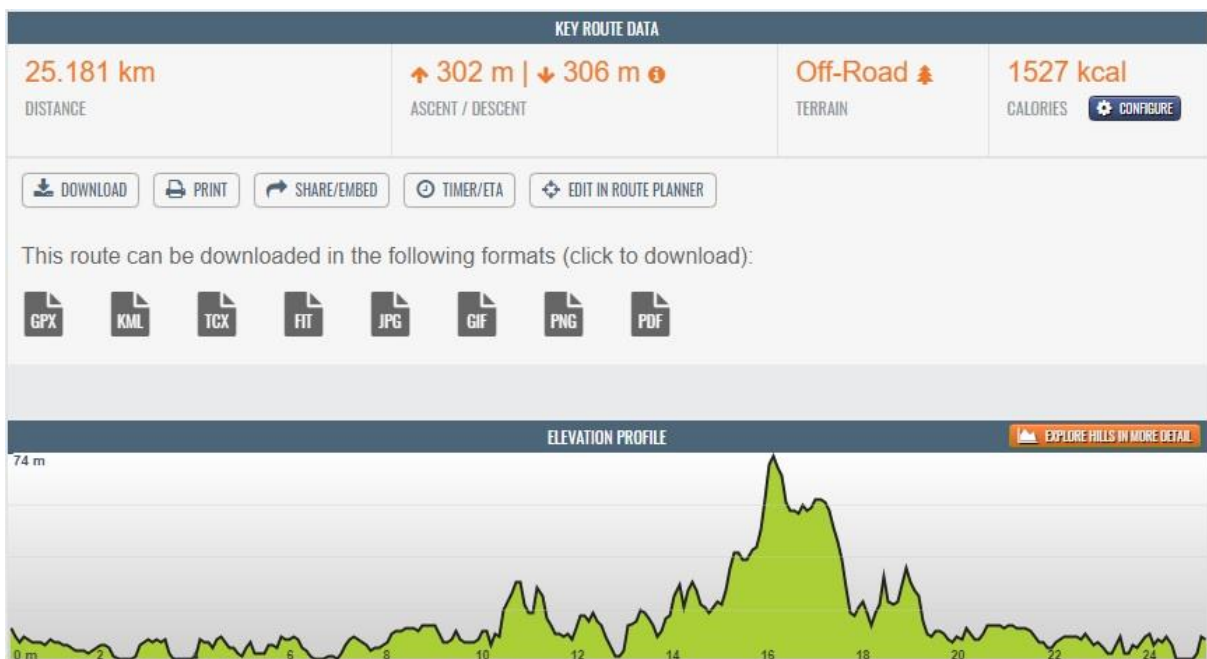 KEY ROUTE DATA
25.181 km
302 m | 306 m
Off-Road
1527 kcal
DISTANCE
ASCENT / DESCENT
TERRAIN
CALORIES
CONFIGURE
DOWNLOAD
PRINT
SHARE/EMBED
TIMER/ETA
EDIT IN ROUTE PLANNER
This route can be downloaded in the following formats (click to download):
GPX
KML
TCX
FIT
JPG
GIF
PNG
PDF
ELEVATION PROFILE
EXPLORE HILLS IN MORE DETAIL
74 m
0 m 2 6 8 10 12 14 16 18 20 22 24